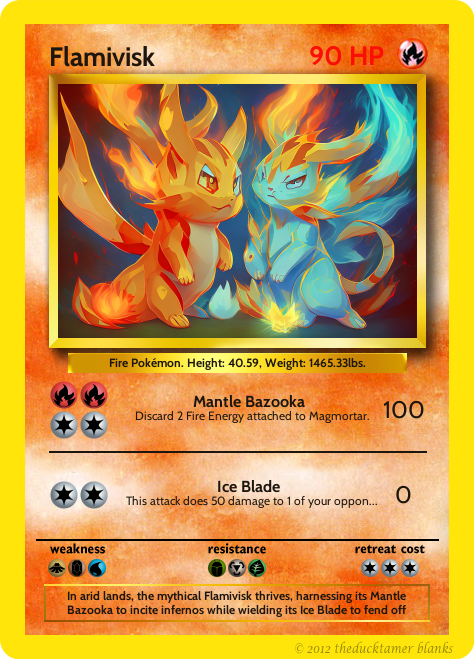 Flamivisk 90 HP
Fire Pokémon. Height: 40.59, Weight: 1465.33lbs.
Mantle Bazooka
Discard 2 Fire Energy attached to Magmortar.
100
Ice Blade
This attack does 50 damage to 1 of your oppon...
0
weakness resistance retreat cost
In arid lands, the mythical Flamivisk thrives, harnessing its Mantle
Bazooka to incite infernos while wielding its Ice Blade to fend off
© 2012 theducktamer blanks